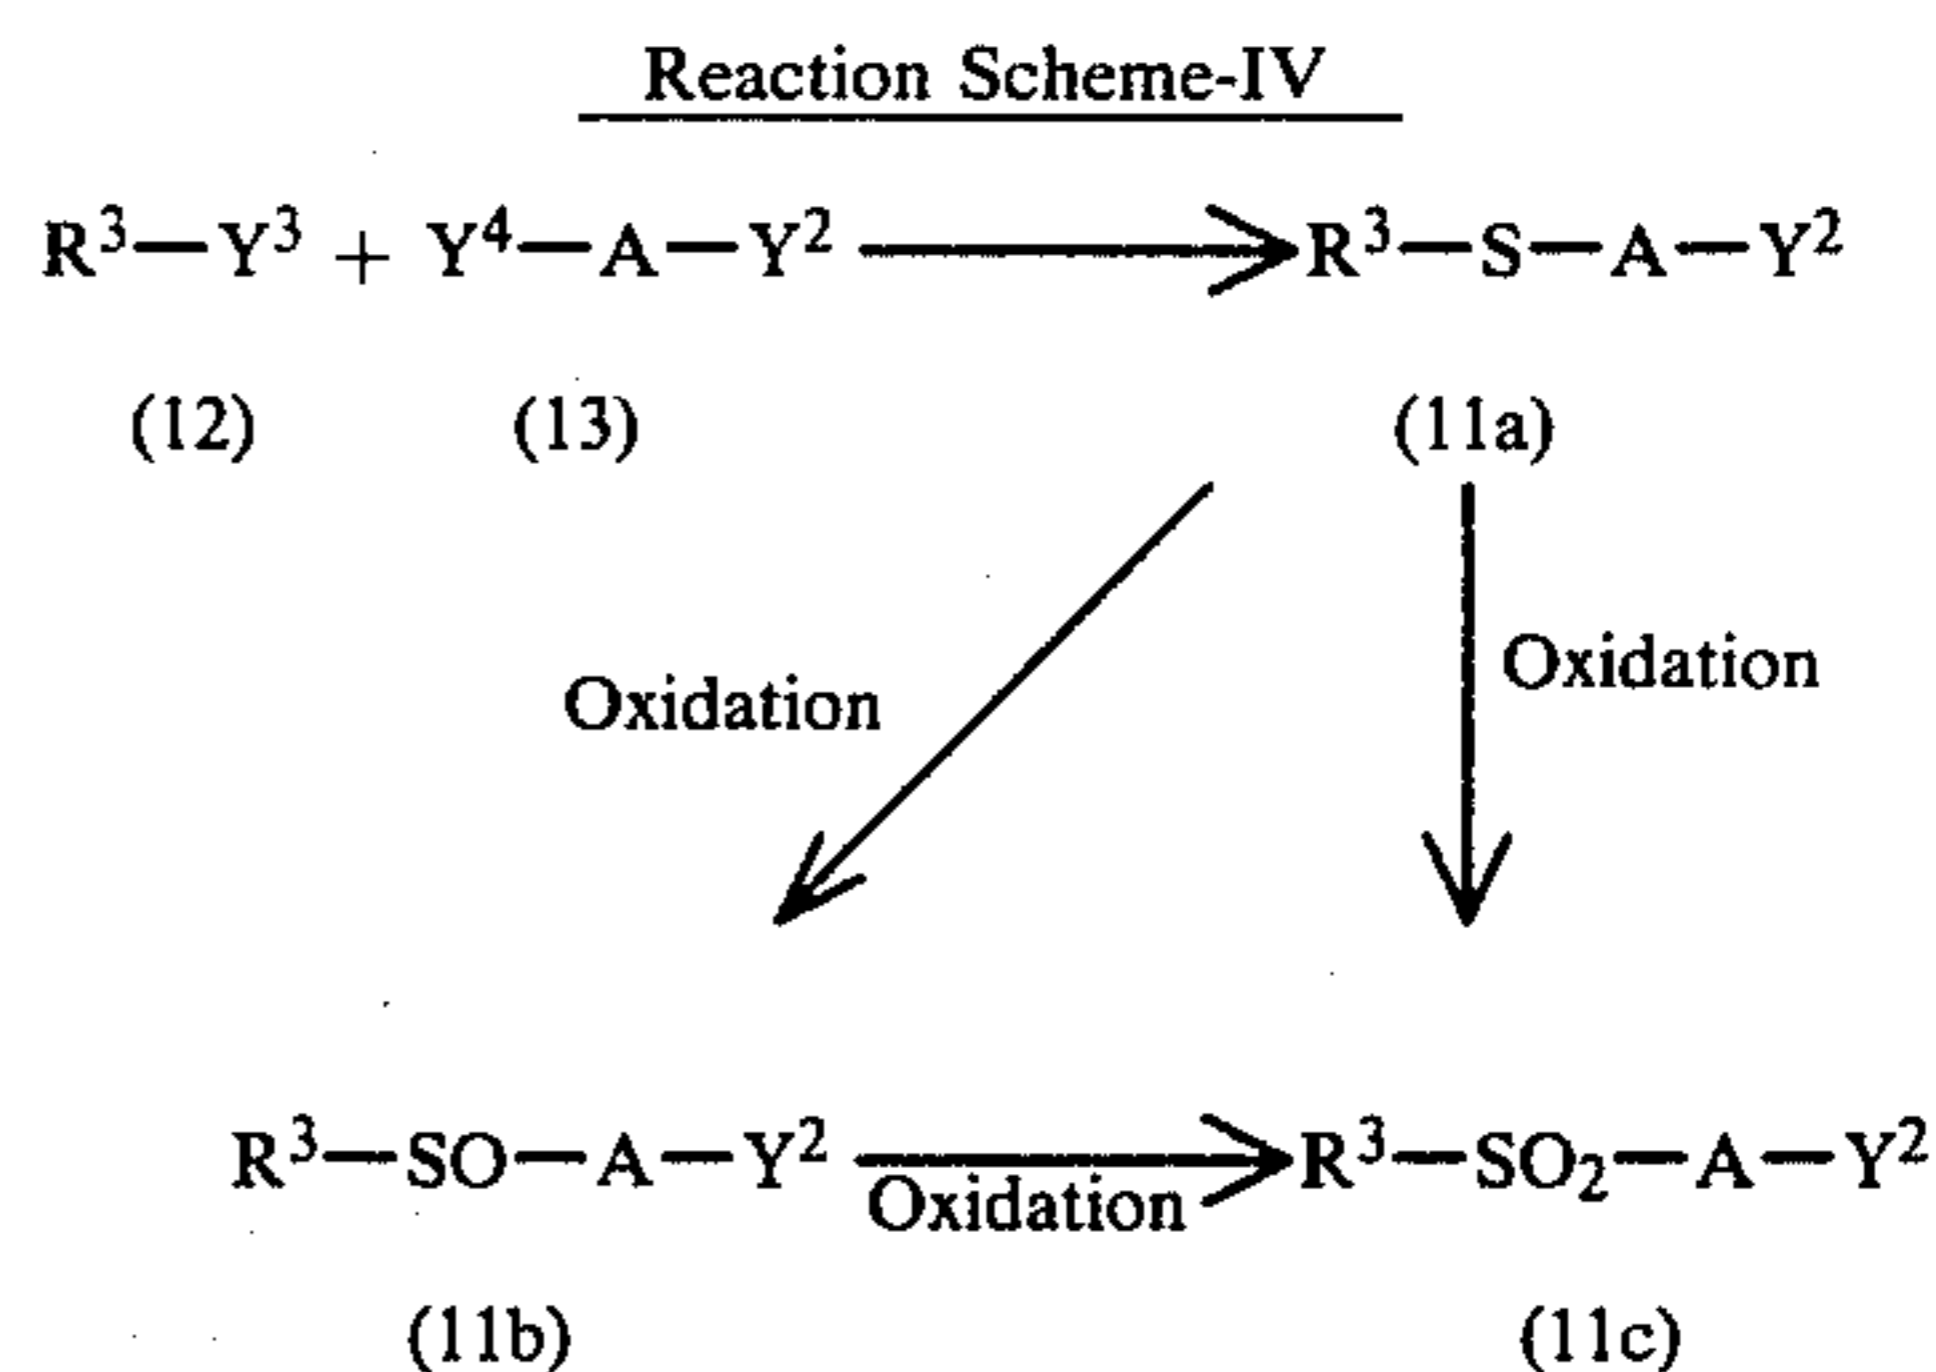 Reaction Scheme-IV
R³—Y³ + Y⁴—A—Y² → R³—S—A—Y²
(12) (13) (11a)
Oxidation
Oxidation
R³—SO—A—Y² → R³—SO₂—A—Y²
Oxidation
(11b) (11c)